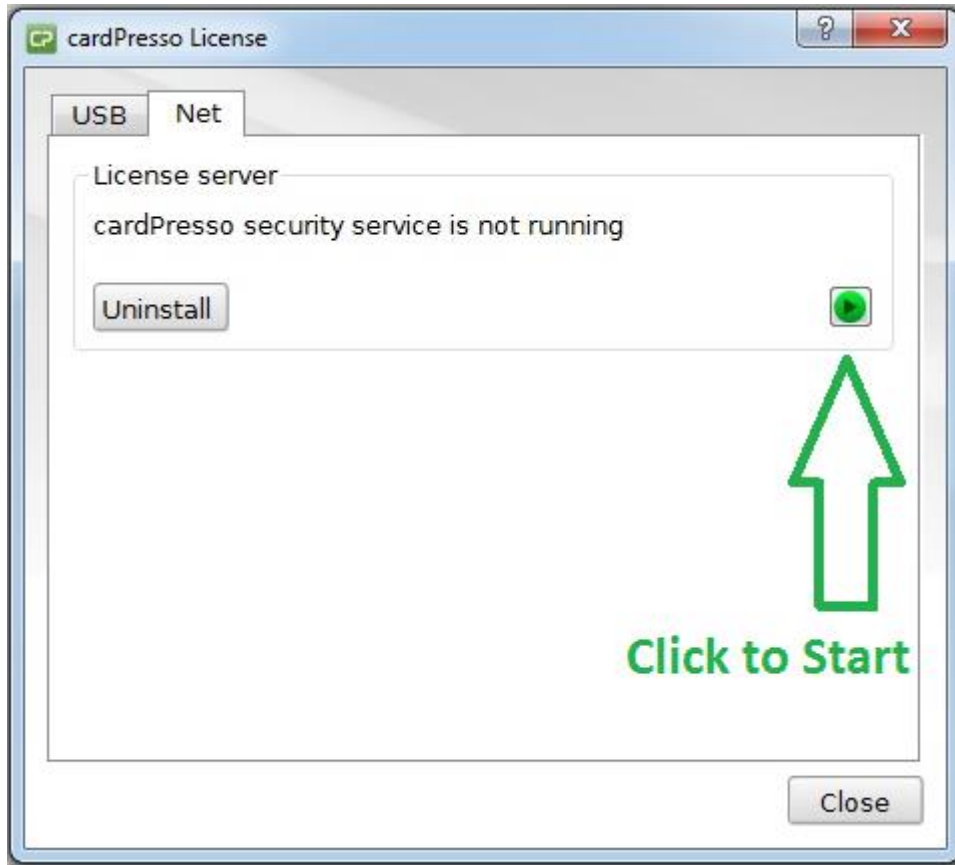 cardPresso License
USB Net
License server
cardPresso security service is not running
Uninstall
Click to Start
Close